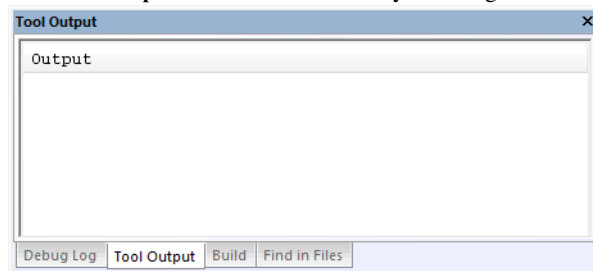 Tool Output ×
Output
Debug Log Tool Output Build Find in Files